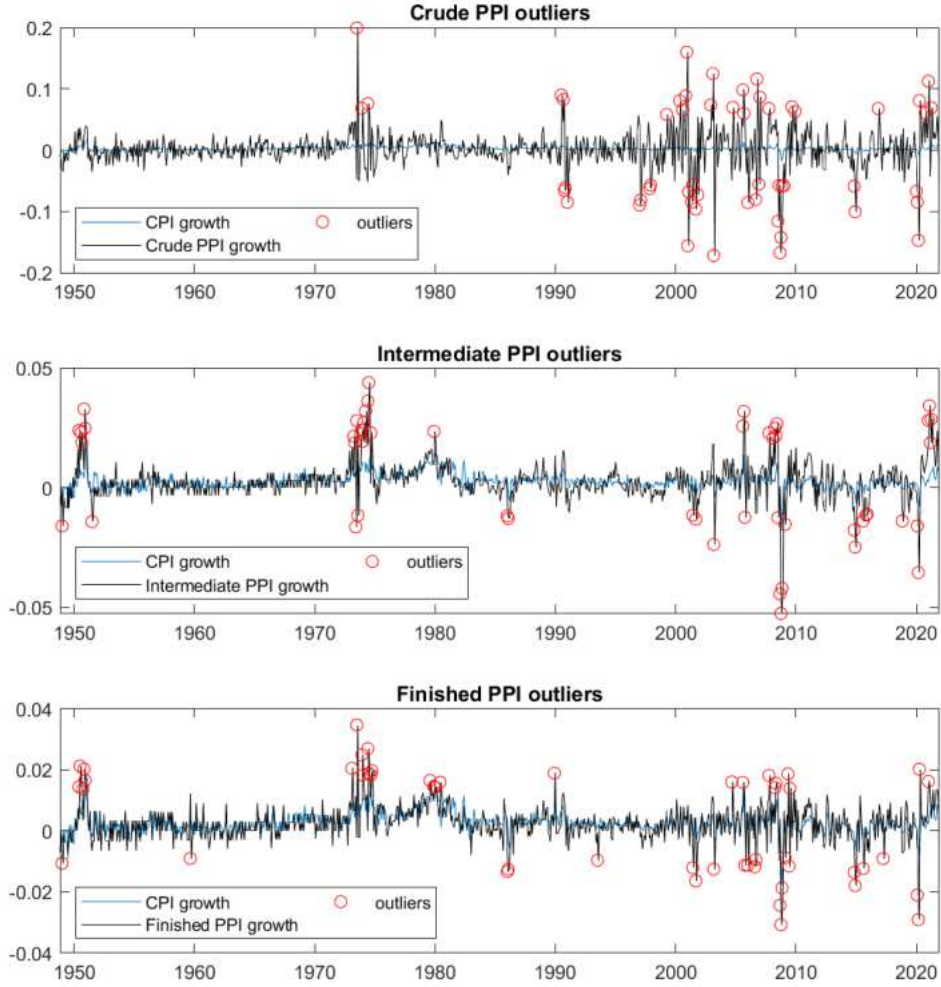 Crude PPI outliers
0.2
0.1
0
-0.1
-0.2
CPI growth
outliers
Crude PPI growth
1950 1960 1970 1980 1990 2000 2010 2020
Intermediate PPI outliers
0.05
0
-0.05
CPI growth
outliers
Intermediate PPI growth
1950 1960 1970 1980 1990 2000 2010 2020
Finished PPI outliers
0.04
0.02
0
-0.02
-0.04
CPI growth
outliers
Finished PPI growth
1950 1960 1970 1980 1990 2000 2010 2020